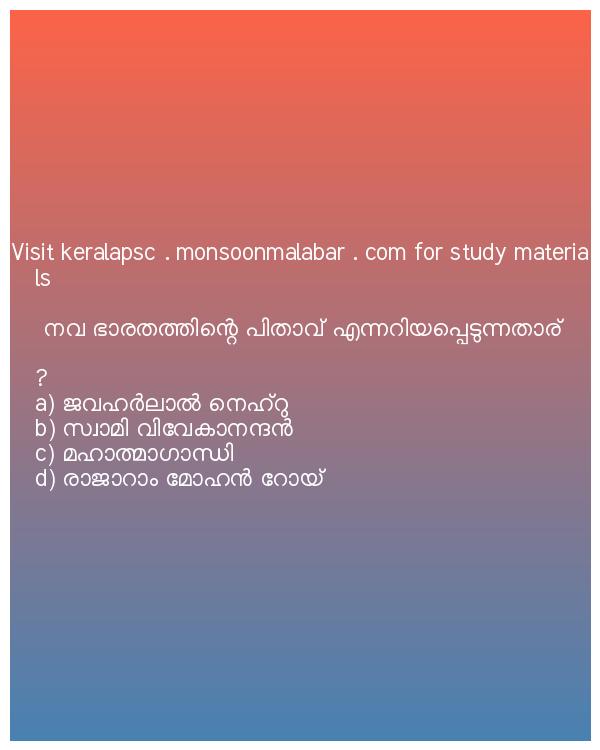 Visit keralapsc . monsoonmalabar . com for study materia
ls
നവ ഭാരതത്തിന്റെ പിതാവ് എന്നറിയപ്പെടുന്നതാര്
?
a) ജവഹർലാൽ നെഹ്റു
b) സ്വാമി വിവേകാനന്ദൻ
c) മഹാത്മാഗാന്ധി
d) രാജാറാം മോഹൻ റോയ്